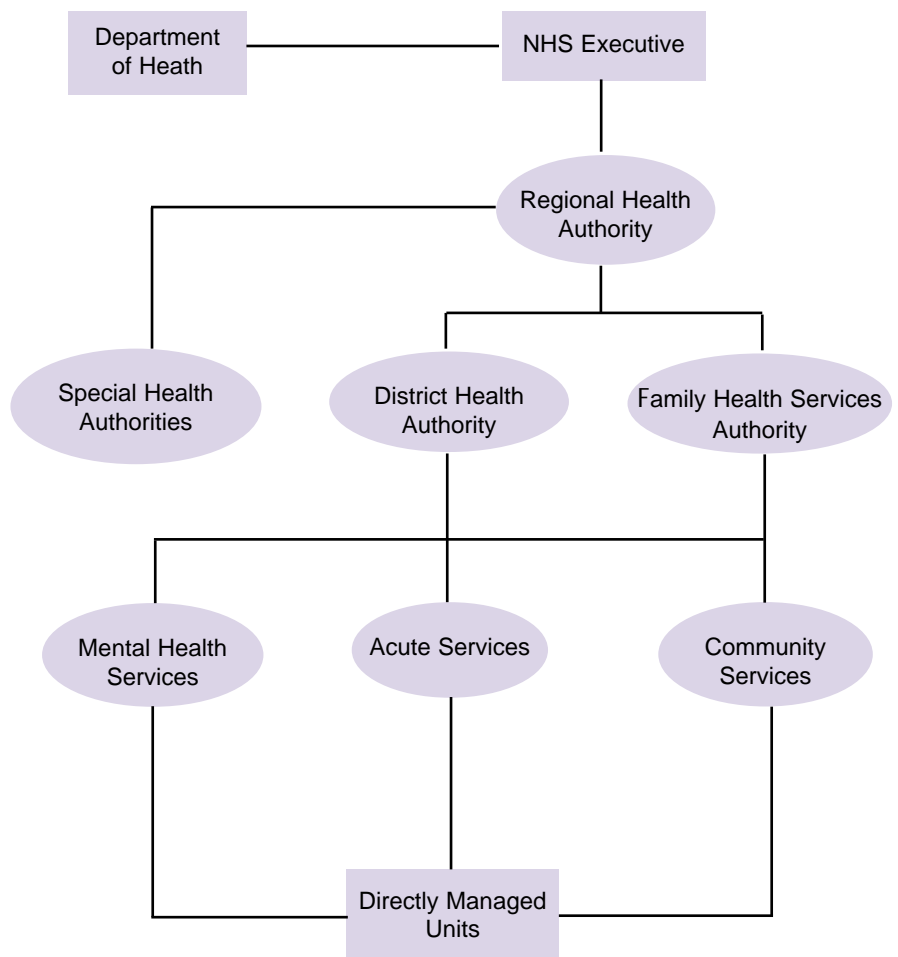 Department
of Heath
NHS Executive
Regional Health
Authority
Special Health
Authorities
District Health
Authority
Family Health Services
Authority
Mental Health
Services
Acute Services
Community
Services
Directly Managed
Units